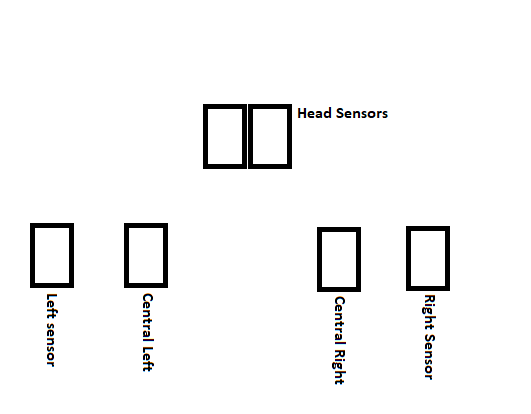 Head Sensors
Left sensor
Central Left
Central Right
Right Sensor